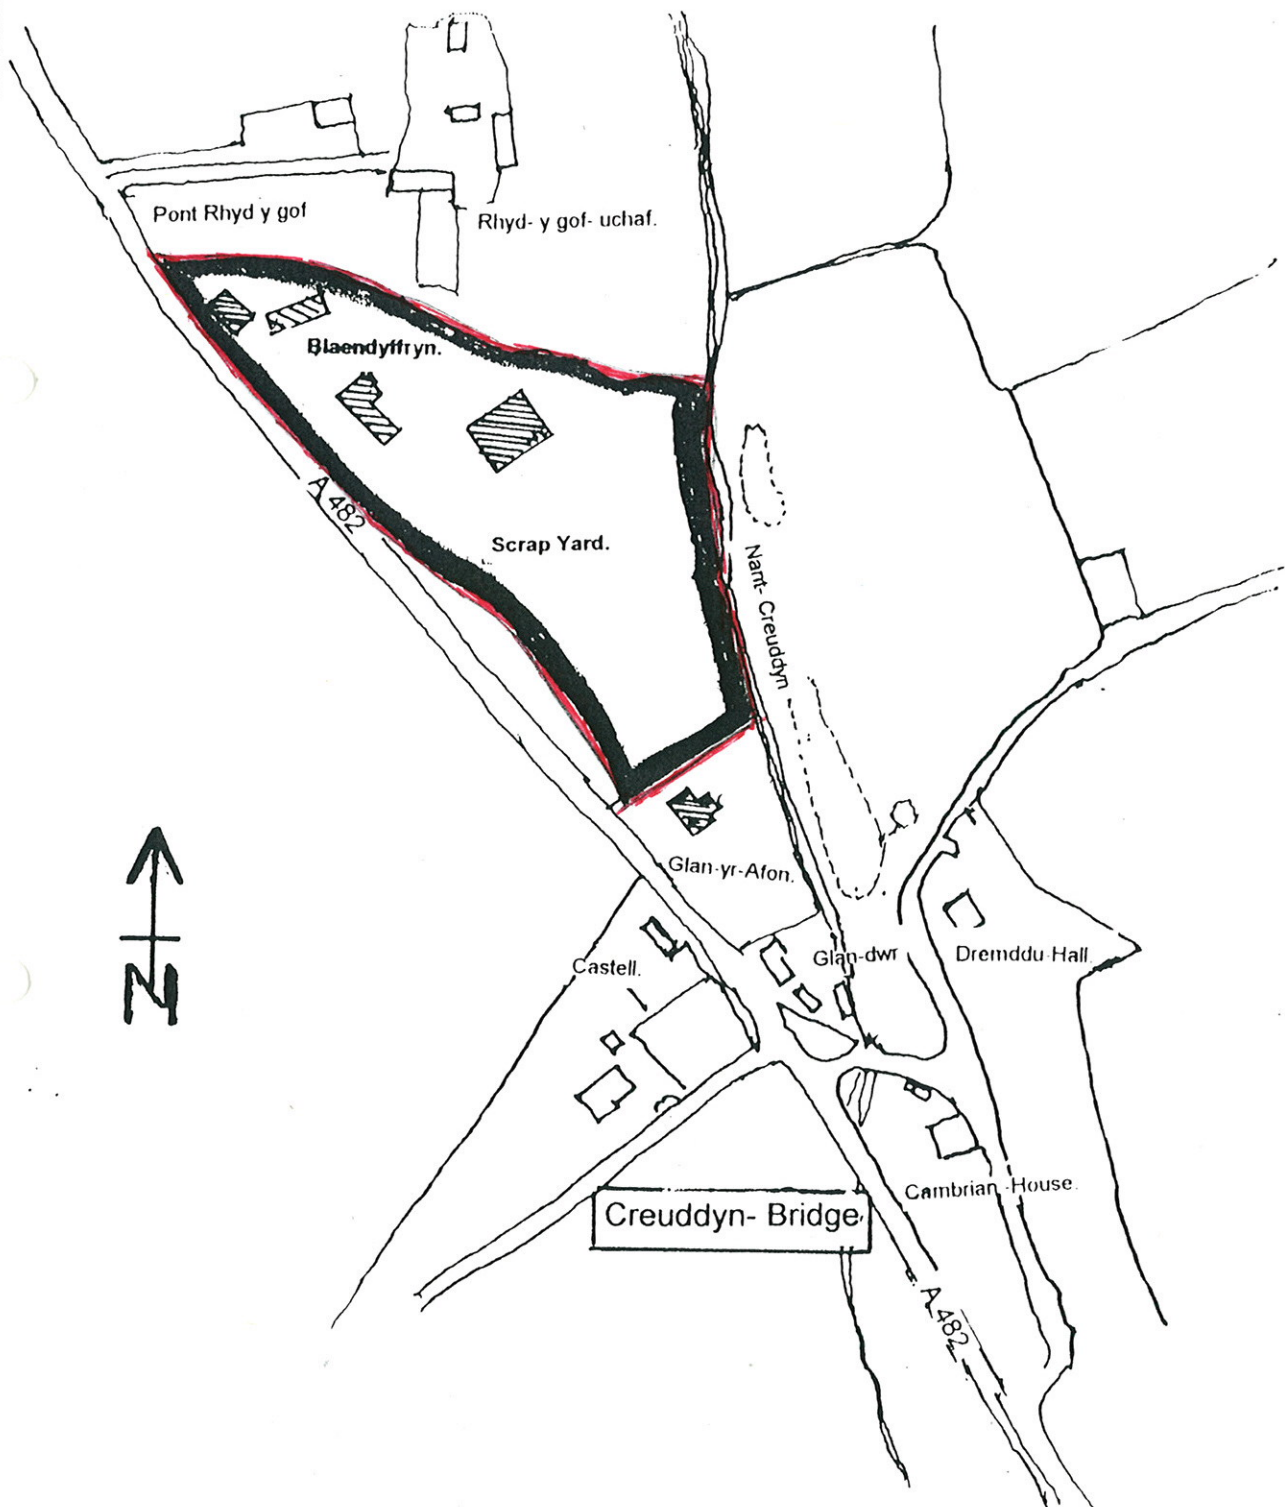 Pont Rhyd y gof
Rhyd- y gof- uchaf.
Blaendyffryn.
A 482
Scrap Yard.
Nant- Creuddyn
Glan-yr-Afon.
Castell.
Glan-dwr
Dremddu-Hall.
N
Cambrian-House.
Creuddyn- Bridge
A 482